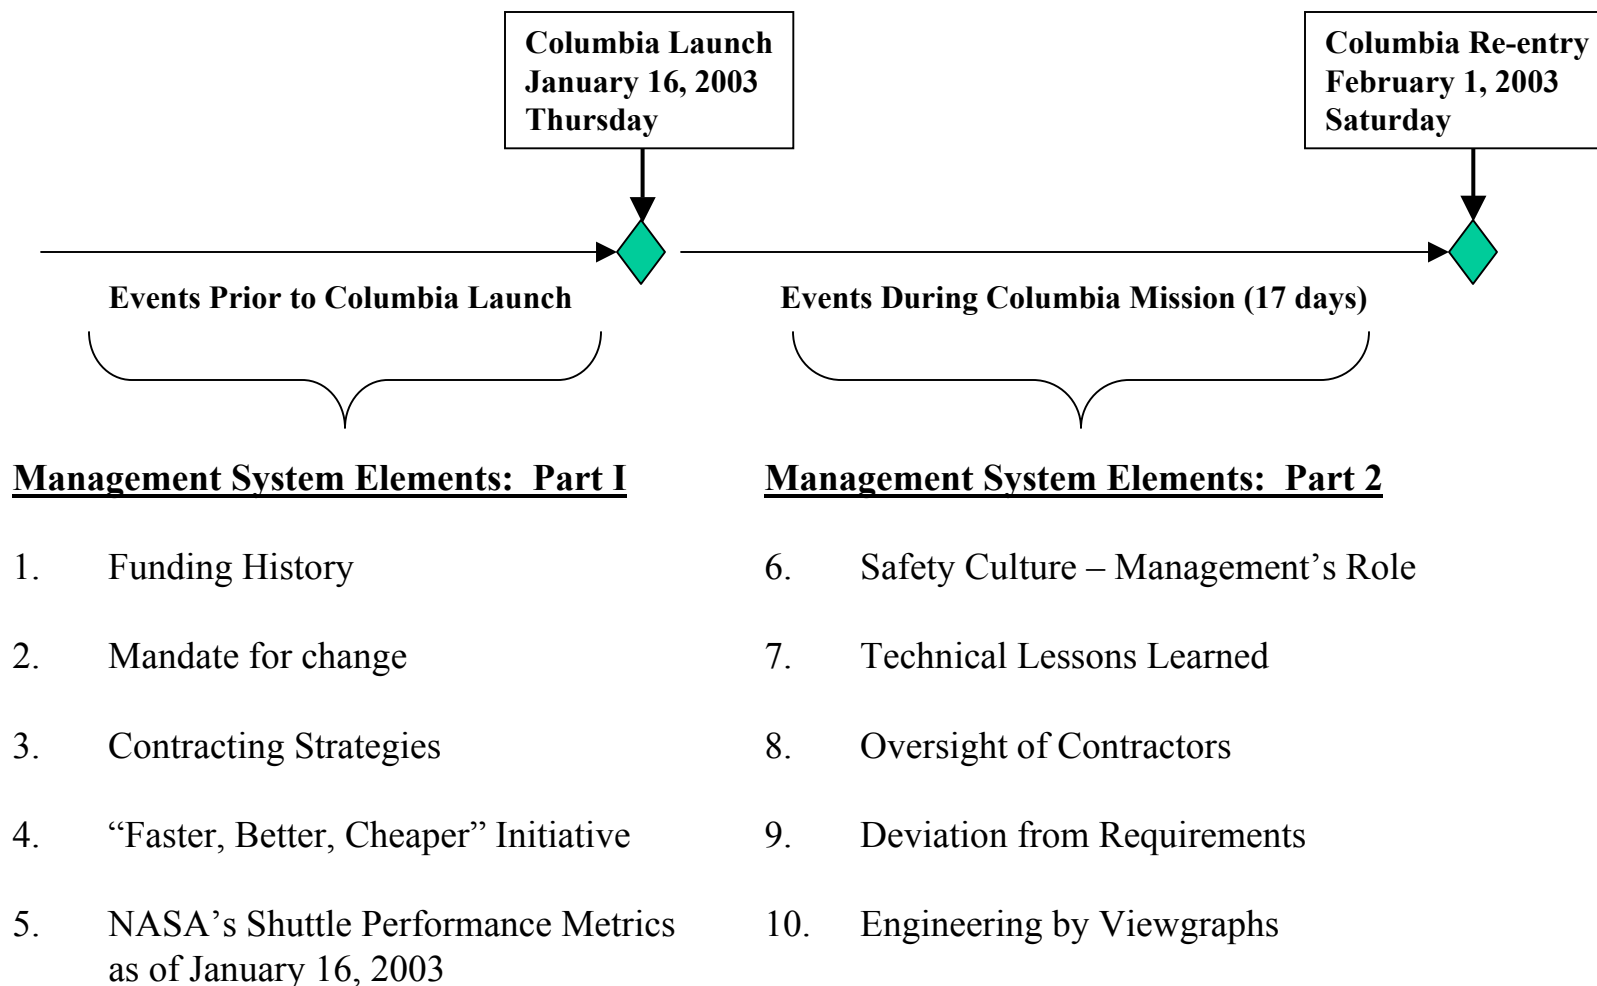 Columbia Launch
January 16, 2003
Thursday
Columbia Re-entry
February 1, 2003
Saturday
Events Prior to Columbia Launch
Events During Columbia Mission (17 days)
Management System Elements:  Part I
1. Funding History
2. Mandate for change
3. Contracting Strategies
4. “Faster, Better, Cheaper” Initiative
5. NASA’s Shuttle Performance Metrics
as of January 16, 2003
Management System Elements:  Part 2
6. Safety Culture – Management’s Role
7. Technical Lessons Learned
8. Oversight of Contractors
9. Deviation from Requirements
10. Engineering by Viewgraphs